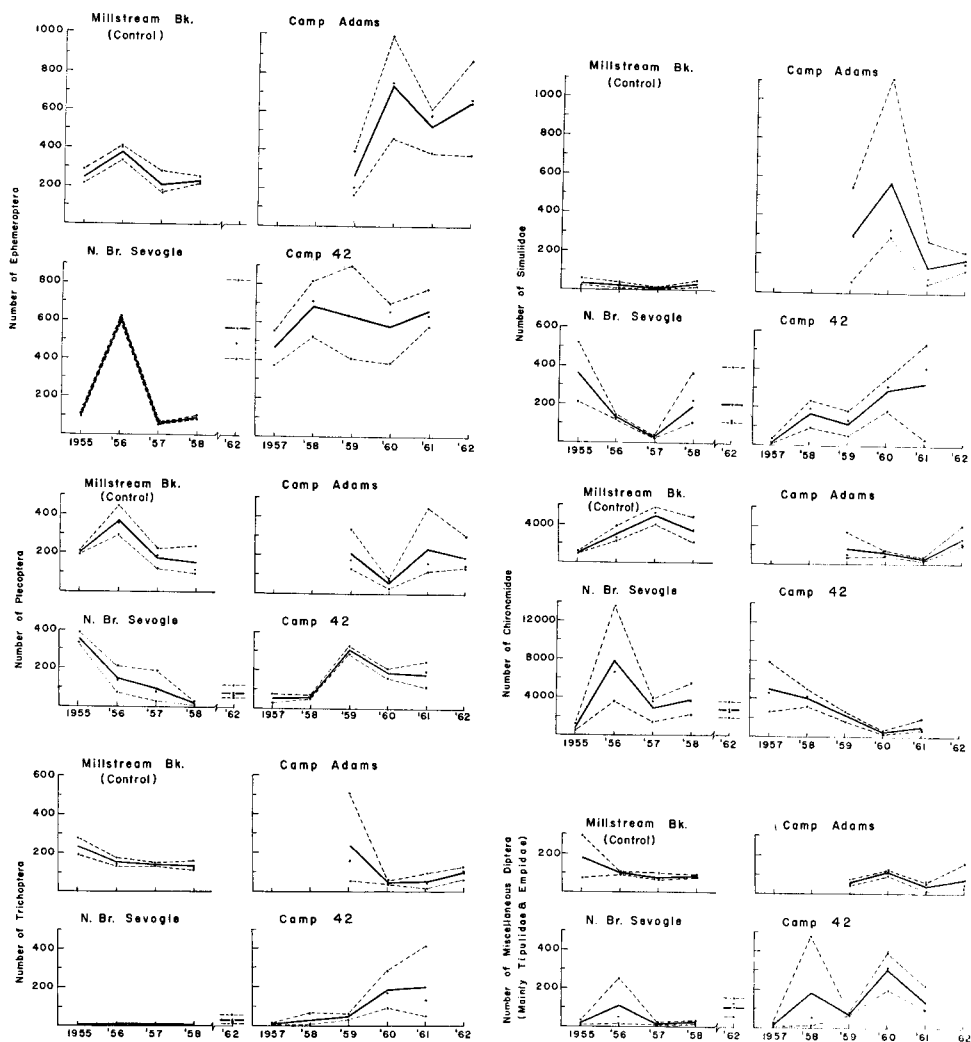 Millstream Bk.
(Control)
Camp Adams
1000
800
600
400
200
Number of Ephemeroptera
N. Br. Sevogle
Camp 42
800
600
400
200
1955 '56 '57 '58 '62
1957 '58 '59 '60 '61 '62
Millstream Bk.
(Control)
Camp Adams
400
200
Number of Plecoptera
N. Br. Sevogle
Camp 42
400
200
1955 '56 '57 '58 '62
1957 '58 '59 '60 '61 '62
Millstream Bk.
(Control)
Camp Adams
600
400
200
Number of Trichoptera
N. Br. Sevogle
Camp 42
400
200
1955 '56 '57 '58 '62
1957 '58 '59 '60 '61 '62
Millstream Bk.
(Control)
Camp Adams
1000
800
600
400
200
Number of Simuliidae
N. Br. Sevogle
Camp 42
600
400
200
1955 '56 '57 '58 '62
1957 '58 '59 '60 '61 '62
Millstream Bk.
(Control)
Camp Adams
4000
Number of Chironomidae
N. Br. Sevogle
Camp 42
12000
8000
4000
1955 '56 '57 '58 '62
1957 '58 '59 '60 '61 '62
Millstream Bk.
(Control)
Camp Adams
200
Number of Miscellaneous Diptera
(Mainly Tipulidae & Empidae)
N. Br. Sevogle
Camp 42
400
200
1955 '56 '57 '58 '62
1957 '58 '59 '60 '61 '62